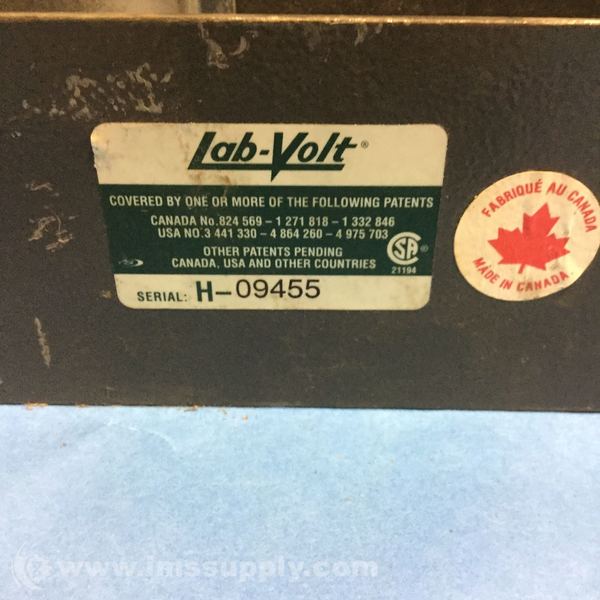 Lab-Volt®
COVERED BY ONE OR MORE OF THE FOLLOWING PATENTS
CANADA No.824 569 – 1 271 818 – 1 332 846
USA NO.3 441 330 – 4 864 260 – 4 975 703
OTHER PATENTS PENDING
CANADA, USA AND OTHER COUNTRIES
SA®
21194
SERIAL: H-09455
FABRIQUÉ AU CANADA
MADE IN CANADA
www.imssupply.com